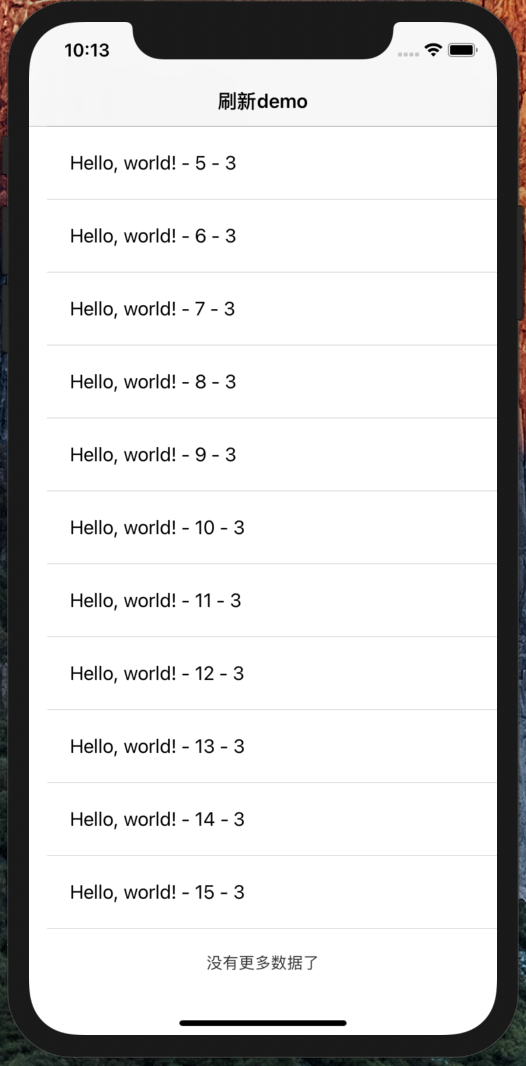 10:13
刷新demo
Hello, world! - 5 - 3
Hello, world! - 6 - 3
Hello, world! - 7 - 3
Hello, world! - 8 - 3
Hello, world! - 9 - 3
Hello, world! - 10 - 3
Hello, world! - 11 - 3
Hello, world! - 12 - 3
Hello, world! - 13 - 3
Hello, world! - 14 - 3
Hello, world! - 15 - 3
没有更多数据了